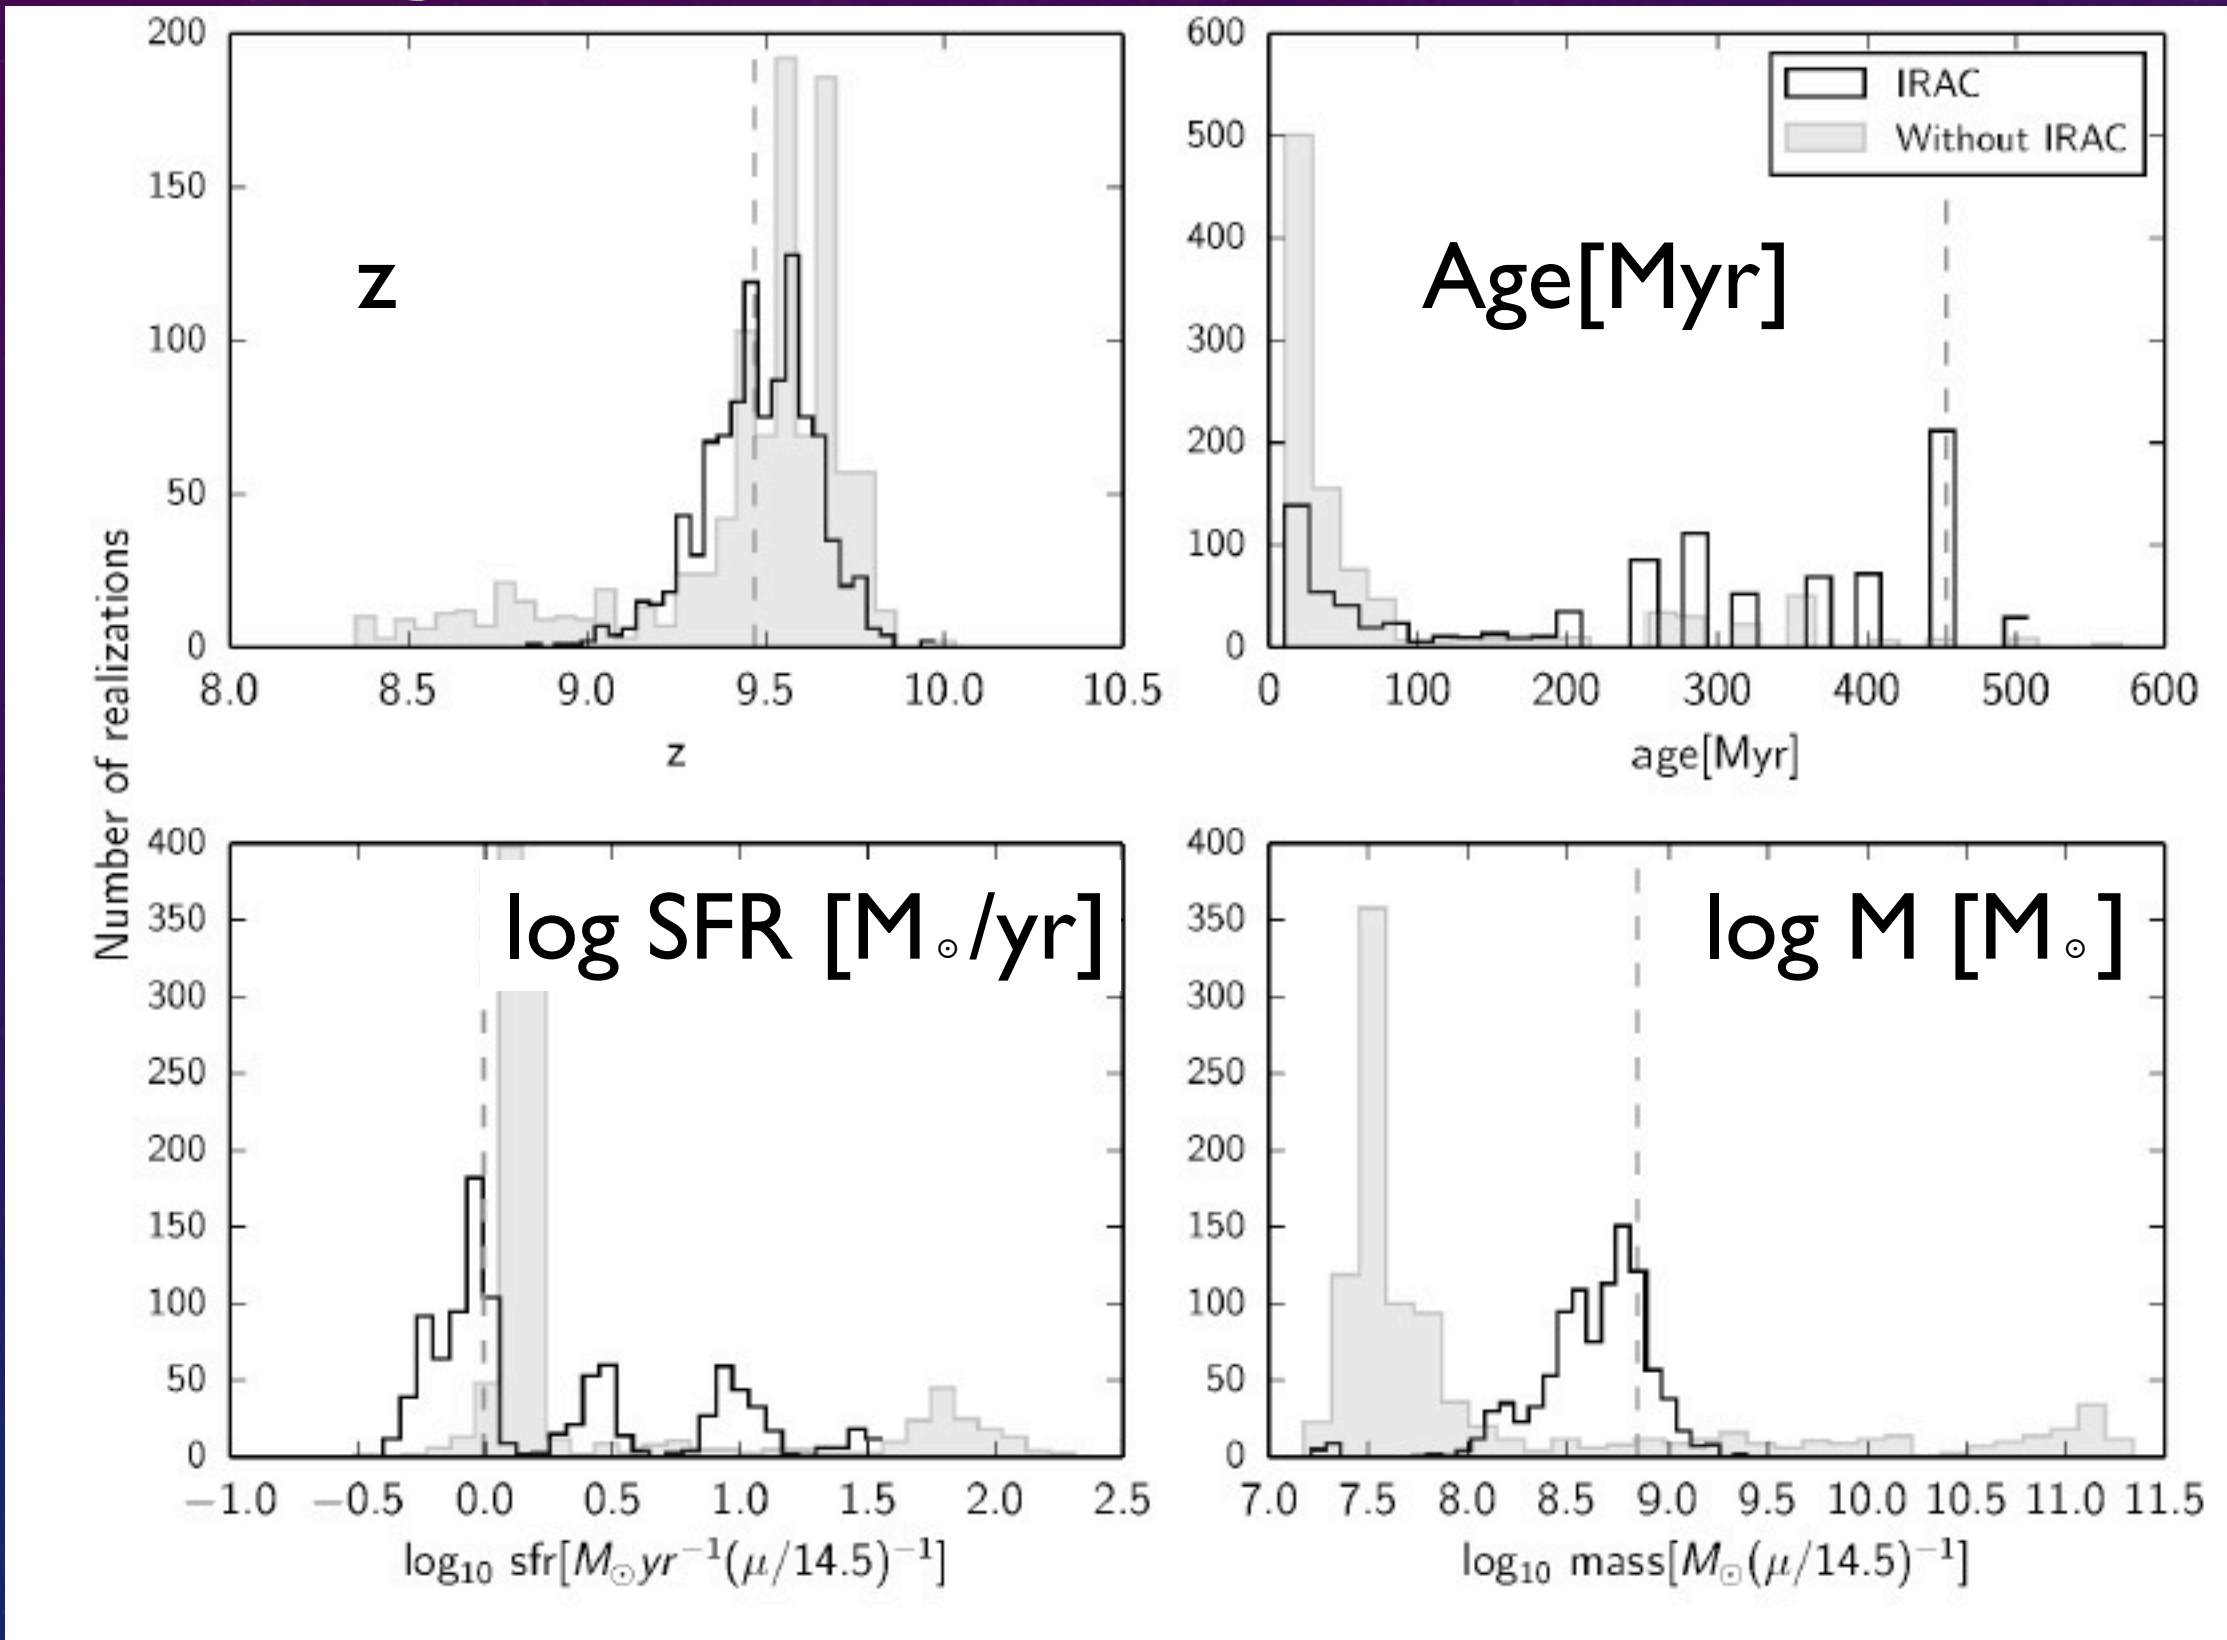 Number of realizations
200
150
100
50
0
8.0 8.5 9.0 9.5 10.0 10.5
z
z
600
500
400
300
200
100
0
0 100 200 300 400 500 600
age[Myr]
Age[Myr]
IRAC
Without IRAC
400
350
300
250
200
150
100
50
0
−1.0 −0.5 0.0 0.5 1.0 1.5 2.0 2.5
log₁₀ sfr[M☉yr⁻¹(μ/14.5)⁻¹]
log SFR [M☉/yr]
400
350
300
250
200
150
100
50
0
7.0 7.5 8.0 8.5 9.0 9.5 10.0 10.5 11.0 11.5
log₁₀ mass[M☉(μ/14.5)⁻¹]
log M [M☉]